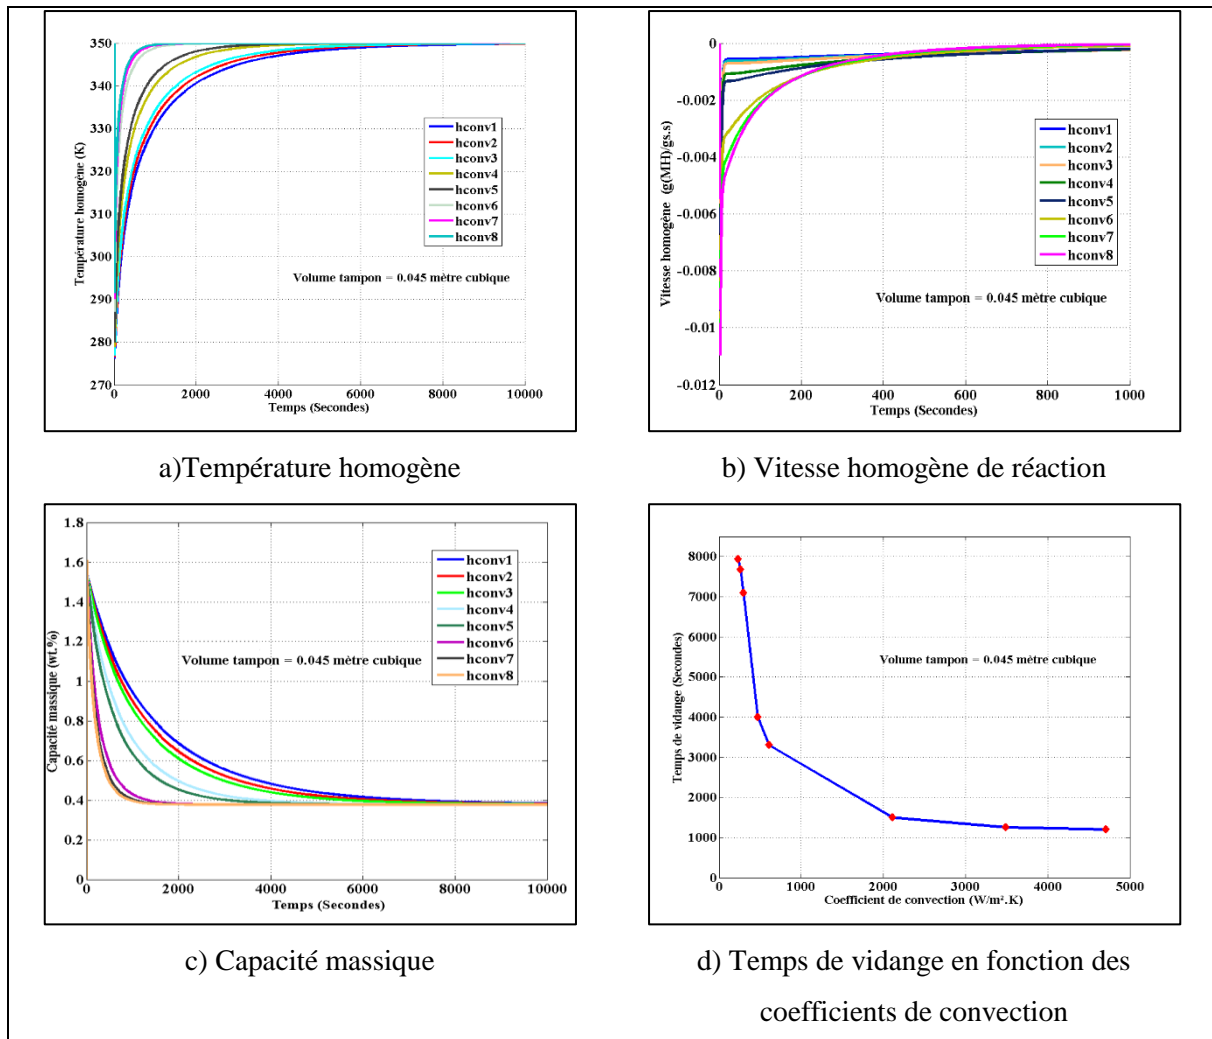 350
340
330
320
310
300
290
280
270
Température homogène (K)
hconv1
hconv2
hconv3
hconv4
hconv5
hconv6
hconv7
hconv8
Volume tampon = 0.045 mètre cubique
0 2000 4000 6000 8000 10000
Temps (Secondes)
a)Température homogène
0
-0.002
-0.004
-0.006
-0.008
-0.01
-0.012
Vitesse homogène (g(MH)/gs.s)
hconv1
hconv2
hconv3
hconv4
hconv5
hconv6
hconv7
hconv8
Volume tampon = 0.045 mètre cubique
0 200 400 600 800 1000
Temps (Secondes)
b) Vitesse homogène de réaction
1.8
1.6
1.4
1.2
1
0.8
0.6
0.4
0.2
0
Capacité massique (wt.%)
hconv1
hconv2
hconv3
hconv4
hconv5
hconv6
hconv7
hconv8
Volume tampon = 0.045 mètre cubique
0 2000 4000 6000 8000 10000
Temps (Secondes)
c) Capacité massique
8000
7000
6000
5000
4000
3000
2000
1000
0
Temps de vidange (Secondes)
Volume tampon = 0.045 mètre cubique
0 1000 2000 3000 4000 5000
Coefficient de convection (W/m².K)
d) Temps de vidange en fonction des
coefficients de convection